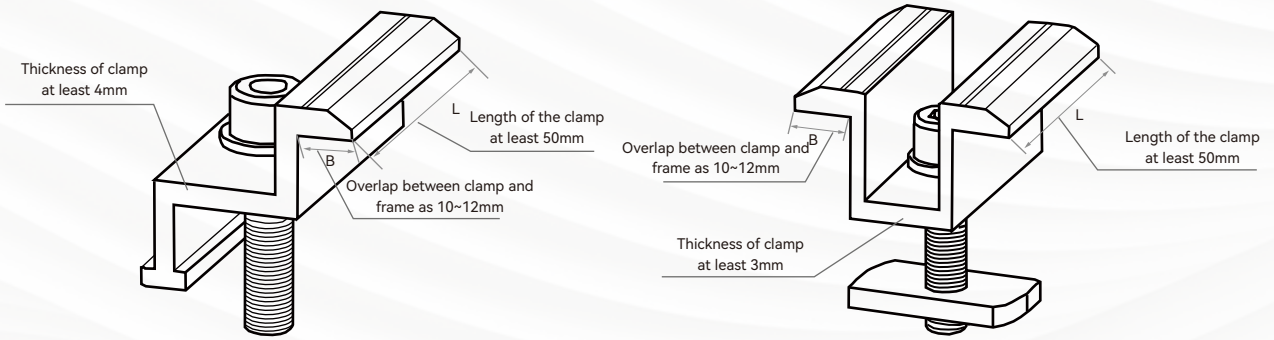 Thickness of clamp
at least 4mm
L
Length of the clamp
at least 50mm
B
Overlap between clamp and
frame as 10~12mm
B
Overlap between clamp and
frame as 10~12mm
L
Length of the clamp
at least 50mm
Thickness of clamp
at least 3mm